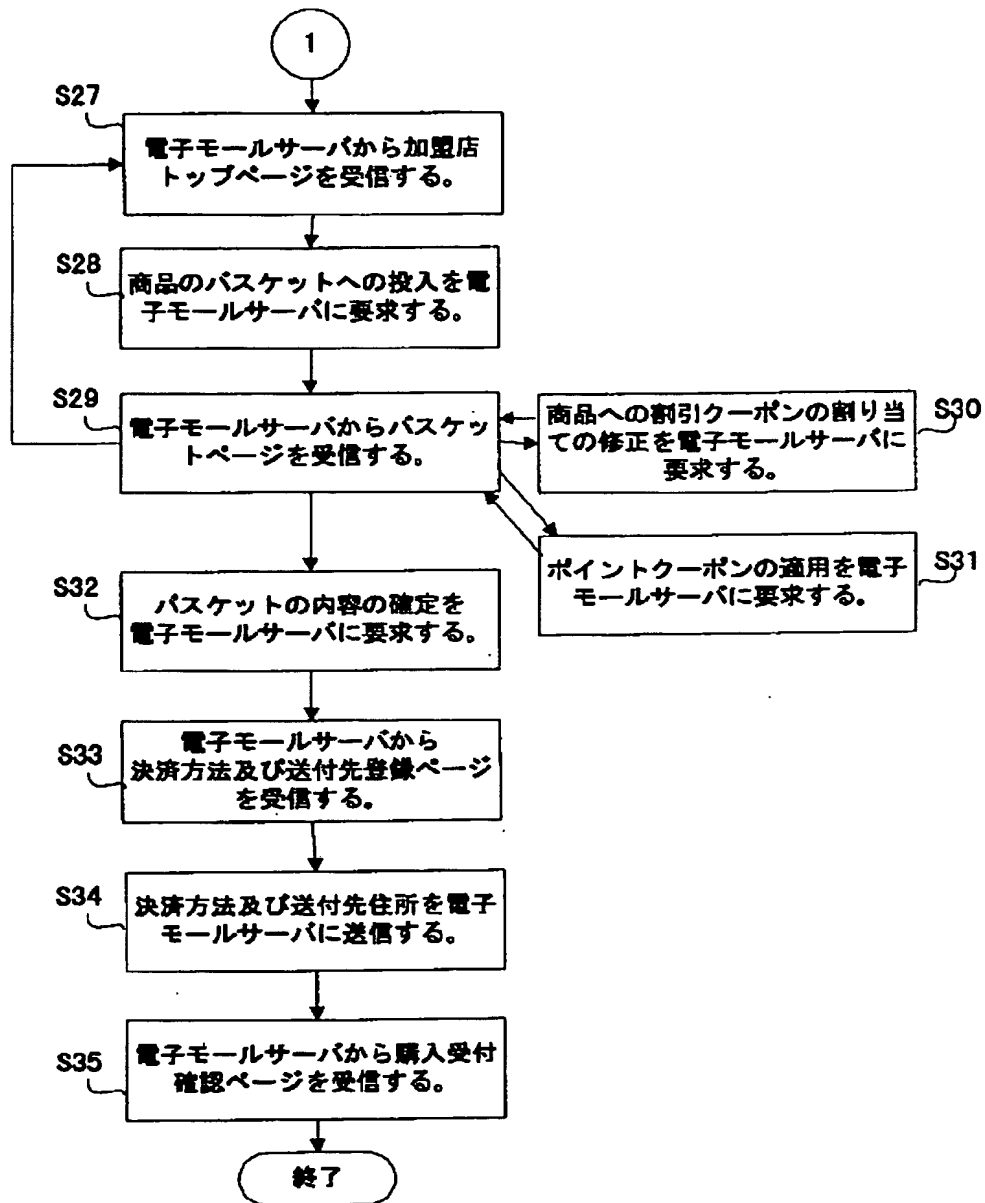 1
S27
電子モールサーバから加盟店
トップページを受信する。
S28
商品のバスケットへの投入を電
子モールサーバに要求する。
S29
電子モールサーバからバスケッ
トページを受信する。
商品への割引クーポンの割り当
ての修正を電子モールサーバに
要求する。
S30
ポイントクーポンの適用を電子
モールサーバに要求する。
S31
S32
バスケットの内容の確定を
電子モールサーバに要求する。
S33
電子モールサーバから
決済方法及び送付先登録ページ
を受信する。
S34
決済方法及び送付先住所を電子
モールサーバに送信する。
S35
電子モールサーバから購入受付
確認ページを受信する。
終了